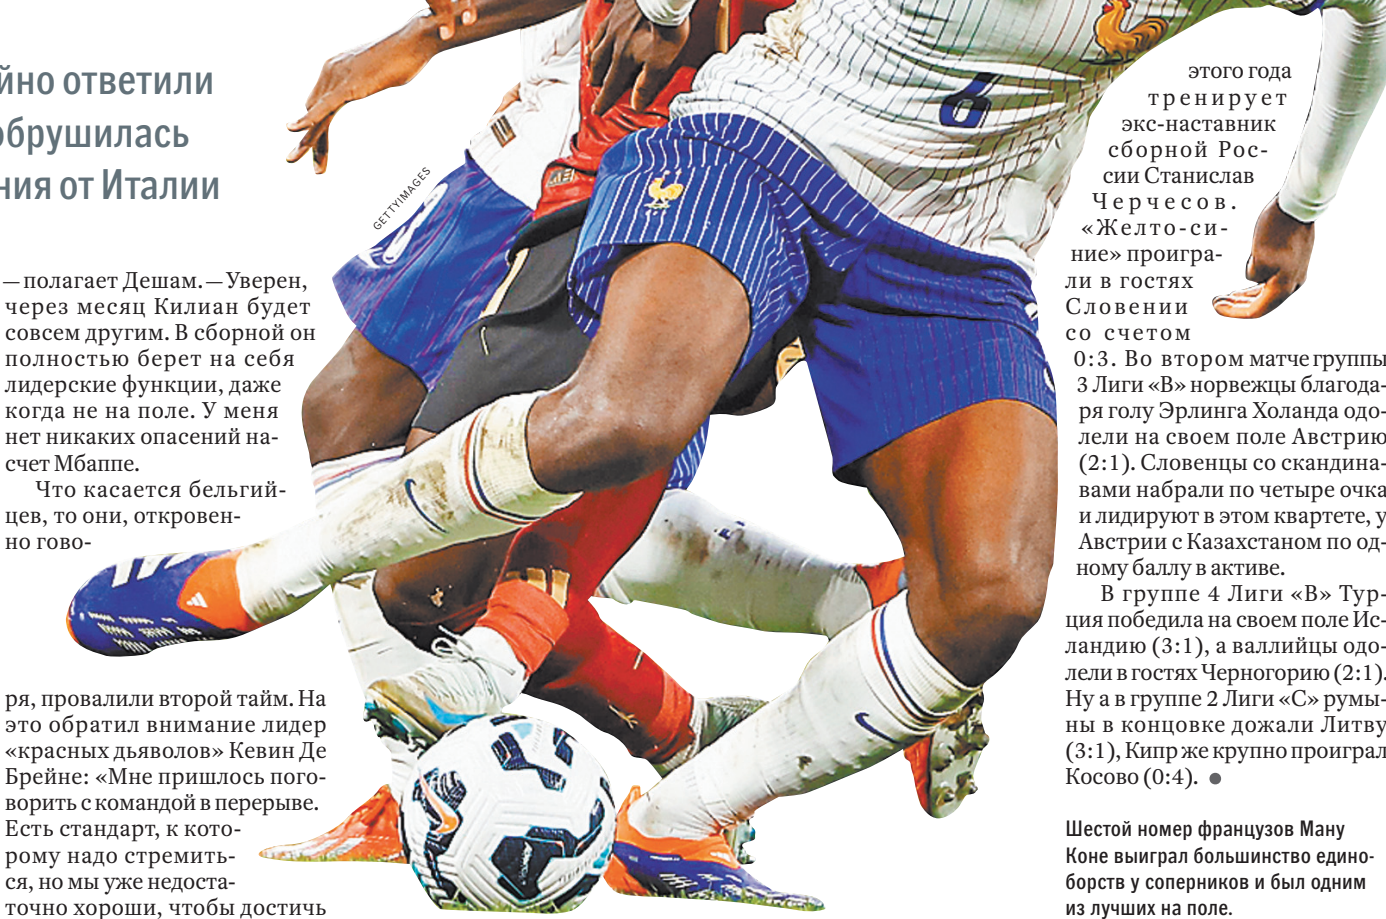 йно ответили
обрушилась
ния от Италии
GETTYIMAGES
— полагает Дешам. — Уверен,
через месяц Килиан будет
совсем другим. В сборной он
полностью берет на себя
лидерские функции, даже
когда не на поле. У меня
нет никаких опасений на-
счет Мбаппе.
Что касается бельгий-
цев, то они, откровен-
но гово-
ря, провалили второй тайм. На
это обратил внимание лидер
«красных дьяволов» Кевин Де
Брейне: «Мне пришлось пого-
ворить с командой в перерыве.
Есть стандарт, к кото-
рому надо стремить-
ся, но мы уже недоста-
точно хороши, чтобы достичь
6
этого года
тренирует
экс-наставник
сборной Рос-
сии Станислав
Черчесов.
«Желто-си-
ние» проигра-
ли в гостях
Словении
со счетом
0:3. Во втором матче группы
3 Лиги «В» норвежцы благода-
ря голу Эрлинга Холанда одо-
лели на своем поле Австрию
(2:1). Словенцы со скандина-
вами набрали по четыре очка
и лидируют в этом квартете, у
Австрии с Казахстаном по од-
ному баллу в активе.
В группе 4 Лиги «В» Тур-
ция победила на своем поле Ис-
ландию (3:1), а валлийцы одо-
лели в гостях Черногорию (2:1).
Ну а в группе 2 Лиги «С» румы-
ны в концовке дожали Литву
(3:1), Кипр же крупно проиграл
Косово (0:4). ●
Шестой номер французов Ману
Коне выиграл большинство едино-
борств у соперников и был одним
из лучших на поле.